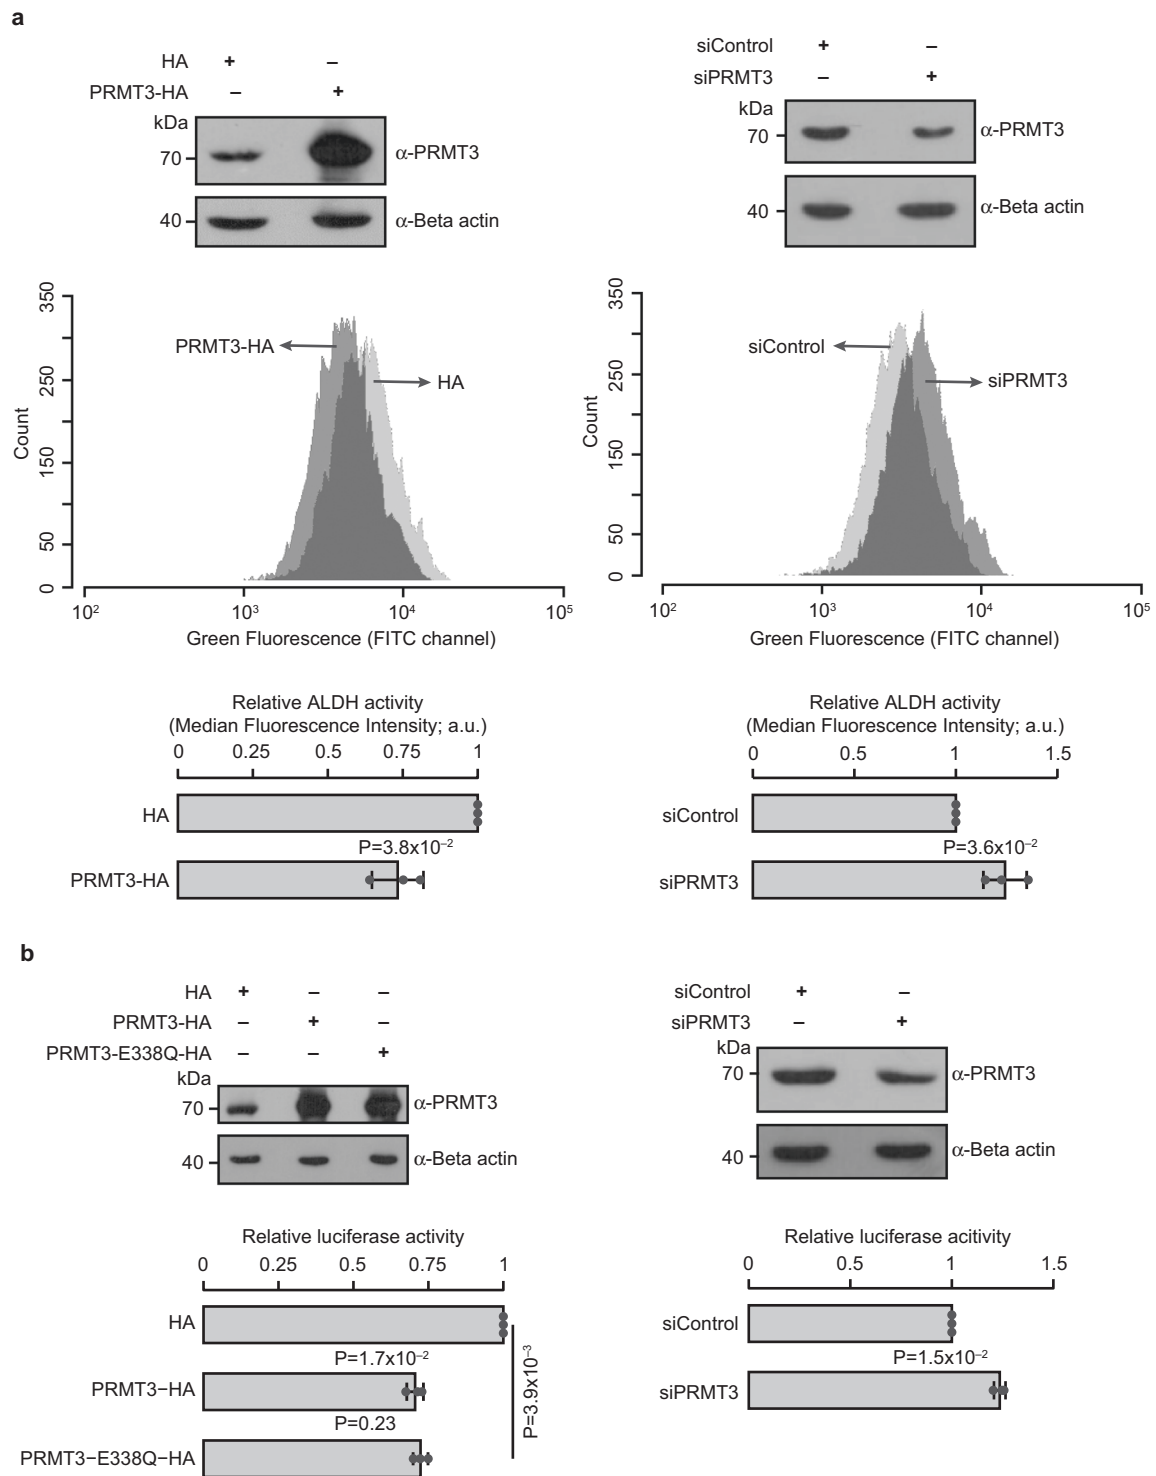 a
HA + –
PRMT3-HA – +
kDa
70
α-PRMT3
40
α-Beta actin
siControl + –
siPRMT3 – +
kDa
70
α-PRMT3
40
α-Beta actin
350
250
150
50
0
Count
PRMT3-HA
HA
10² 10³ 10⁴ 10⁵
Green Fluorescence (FITC channel)
350
250
150
50
0
Count
siControl
siPRMT3
10² 10³ 10⁴ 10⁵
Green Fluorescence (FITC channel)
Relative ALDH activity
(Median Fluorescence Intensity; a.u.)
0 0.25 0.5 0.75 1
HA
P=3.8x10⁻²
PRMT3-HA
Relative ALDH activity
(Median Fluorescence Intensity; a.u.)
0 0.5 1 1.5
siControl
P=3.6x10⁻²
siPRMT3
b
HA + – –
PRMT3-HA – + –
PRMT3-E338Q-HA – – +
kDa
70
α-PRMT3
40
α-Beta actin
siControl + –
siPRMT3 – +
kDa
70
α-PRMT3
40
α-Beta actin
Relative luciferase activity
0 0.25 0.5 0.75 1
HA
P=1.7x10⁻²
PRMT3−HA
P=0.23
PRMT3−E338Q−HA
P=3.9x10⁻³
Relative luciferase acitivity
0 0.5 1 1.5
siControl
P=1.5x10⁻²
siPRMT3